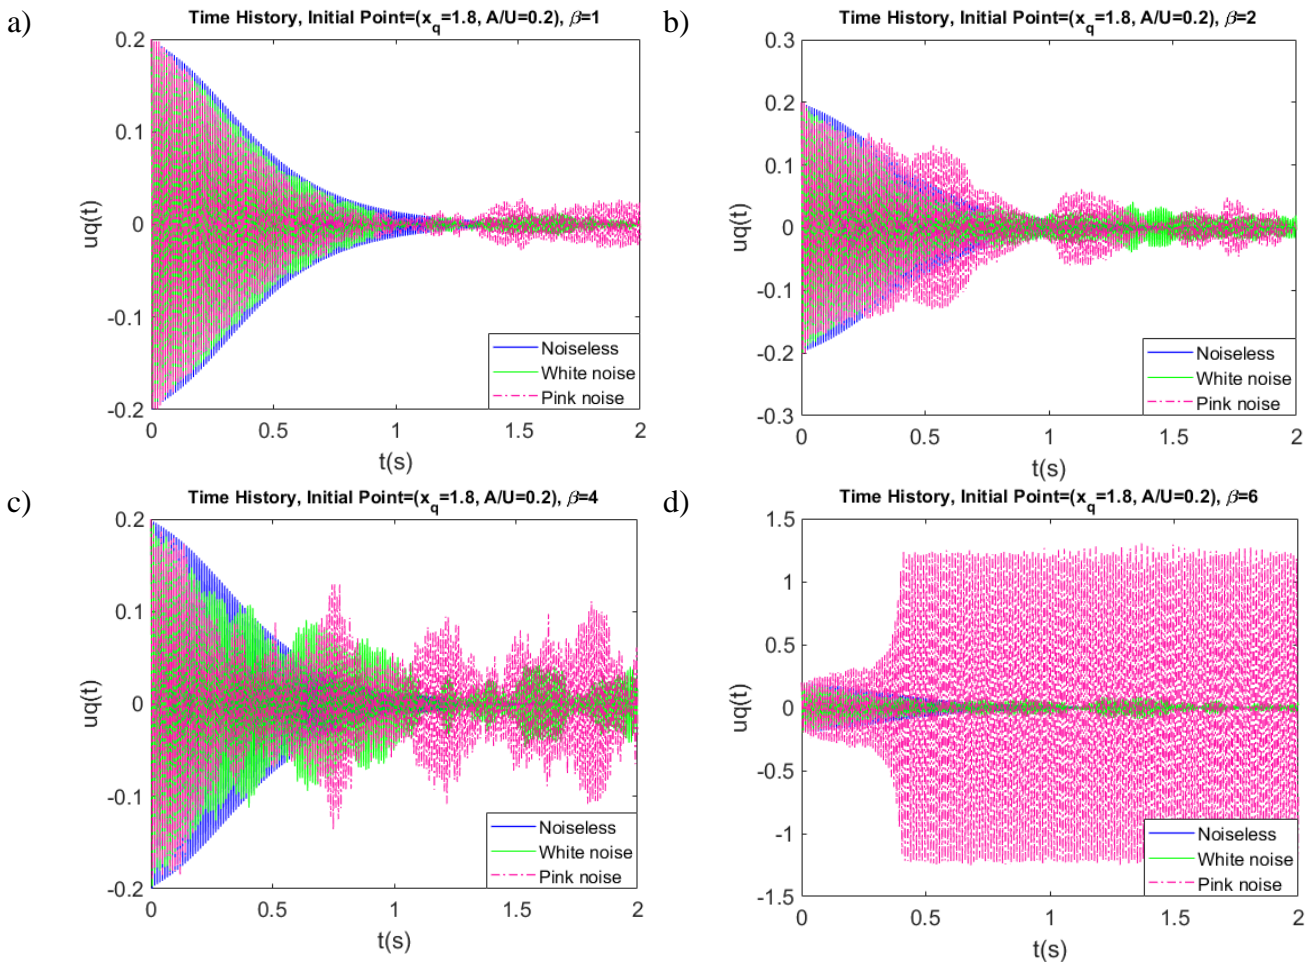 a)
Time History, Initial Point=(x_q=1.8, A/U=0.2), β=1
0.2
0.1
0
-0.1
-0.2
uq(t)
0 0.5 1 1.5 2
t(s)
Noiseless
White noise
Pink noise
b)
Time History, Initial Point=(x_q=1.8, A/U=0.2), β=2
0.3
0.2
0.1
0
-0.1
-0.2
-0.3
uq(t)
0 0.5 1 1.5 2
t(s)
Noiseless
White noise
Pink noise
c)
Time History, Initial Point=(x_q=1.8, A/U=0.2), β=4
0.2
0.1
0
-0.1
-0.2
uq(t)
0 0.5 1 1.5 2
t(s)
Noiseless
White noise
Pink noise
d)
Time History, Initial Point=(x_q=1.8, A/U=0.2), β=6
1.5
1
0.5
0
-0.5
-1
-1.5
uq(t)
0 0.5 1 1.5 2
t(s)
Noiseless
White noise
Pink noise